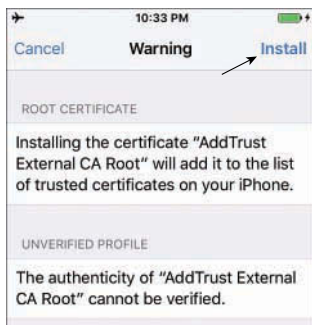 10:33 PM
Cancel Warning Install
ROOT CERTIFICATE
Installing the certificate “AddTrust
External CA Root” will add it to the list
of trusted certificates on your iPhone.
UNVERIFIED PROFILE
The authenticity of “AddTrust External
CA Root” cannot be verified.